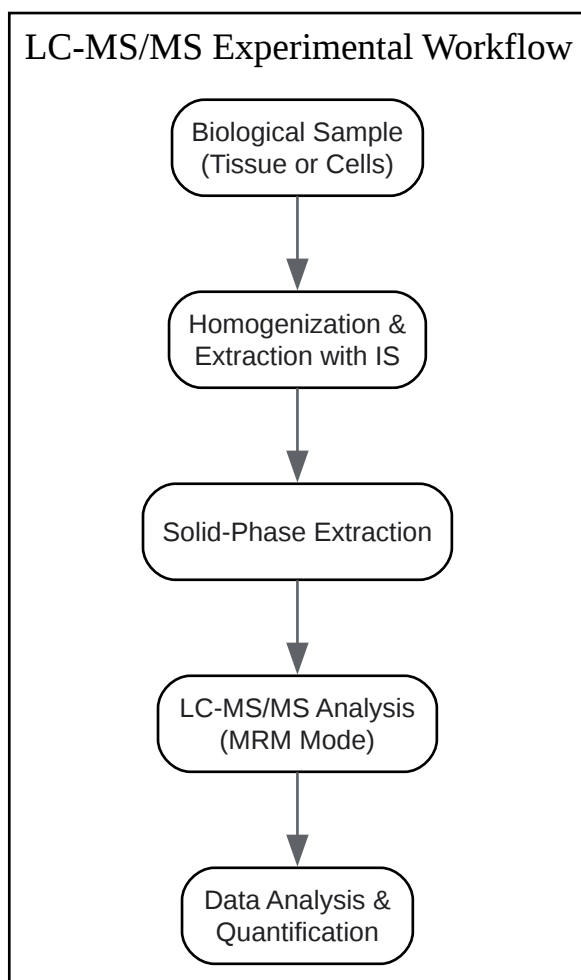 LC-MS/MS Experimental Workflow
Biological Sample
(Tissue or Cells)
Homogenization &
Extraction with IS
Solid-Phase Extraction
LC-MS/MS Analysis
(MRM Mode)
Data Analysis &
Quantification